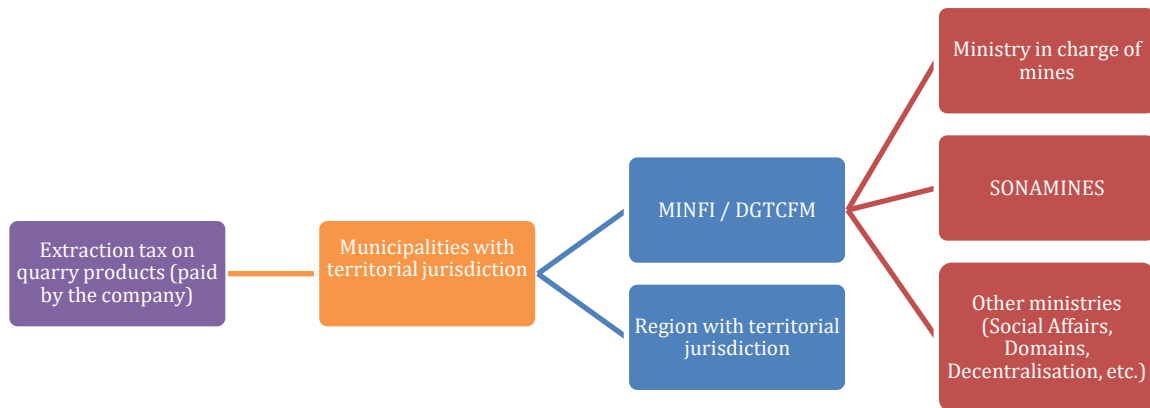 Extraction tax on
quarry products (paid
by the company)
Municipalities with
territorial jurisdiction
MINFI / DGTCFM
Region with territorial
jurisdiction
Ministry in charge of
mines
SONAMINES
Other ministries
(Social Affairs,
Domains,
Decentralisation, etc.)